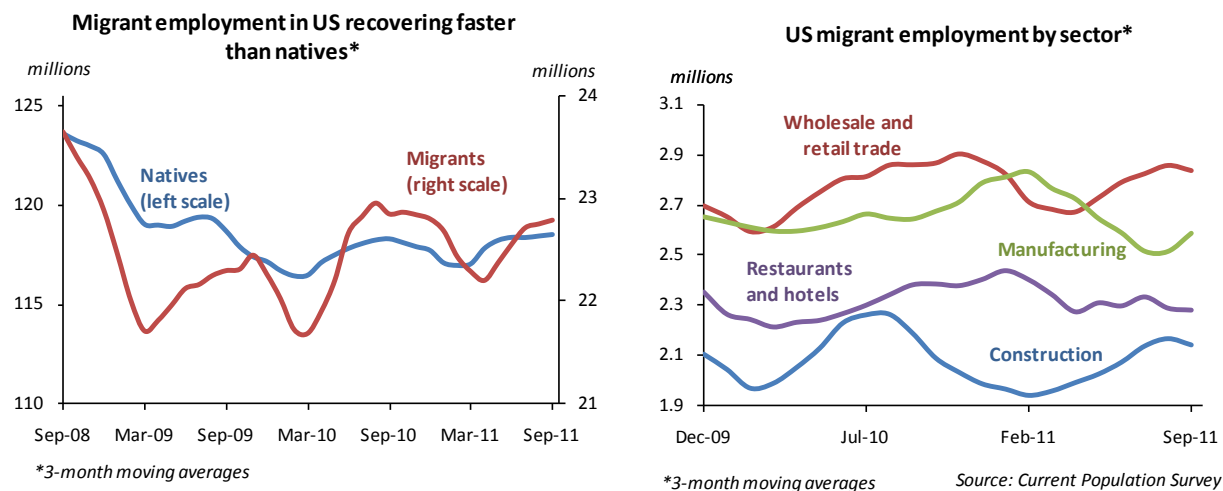 Migrant employment in US recovering faster
than natives*
millions
millions
125
120
115
110
24
23
22
21
Natives
(left scale)
Migrants
(right scale)
Sep-08
Mar-09
Sep-09
Mar-10
Sep-10
Mar-11
Sep-11
*3-month moving averages
US migrant employment by sector*
millions
3.1
2.9
2.7
2.5
2.3
2.1
1.9
Wholesale and
retail trade
Manufacturing
Restaurants
and hotels
Construction
Dec-09
Jul-10
Feb-11
Sep-11
*3-month moving averages
Source: Current Population Survey